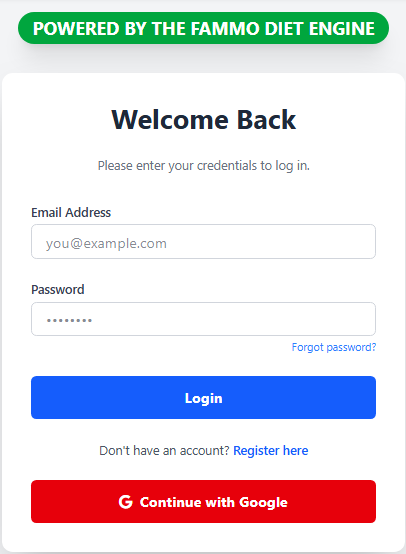 POWERED BY THE FAMMO DIET ENGINE
Welcome Back
Please enter your credentials to log in.
Email Address
you@example.com
Password
••••••••
Forgot password?
Login
Don't have an account? Register here
G Continue with Google